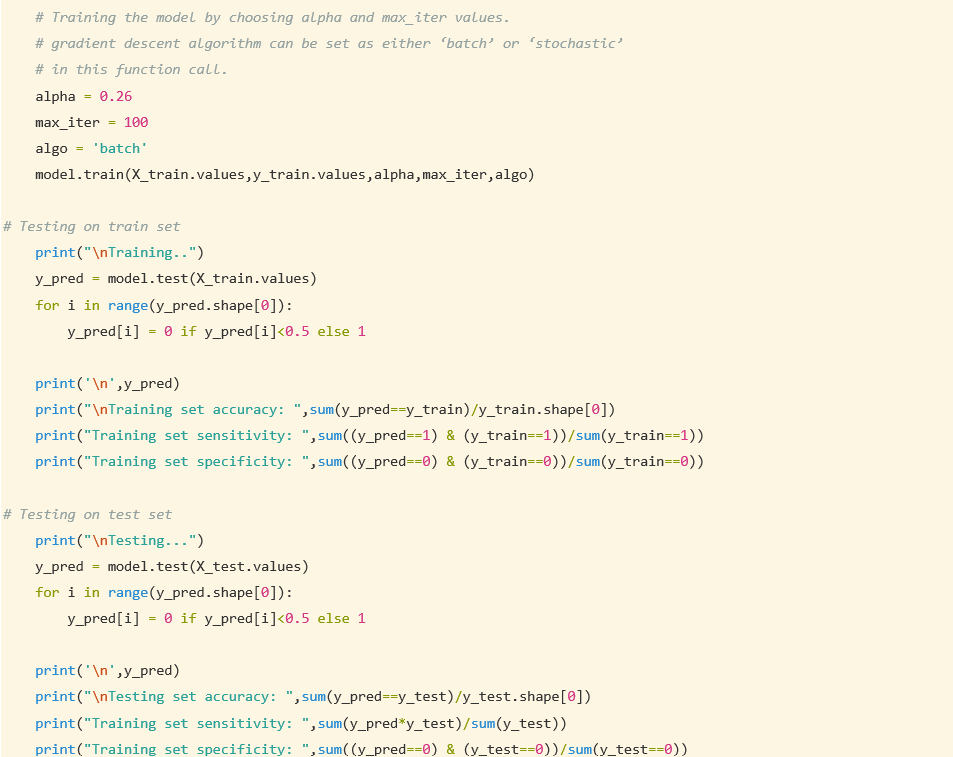 # Training the model by choosing alpha and max_iter values.
# gradient descent algorithm can be set as either ‘batch’ or ‘stochastic’
# in this function call.
alpha = 0.26
max_iter = 100
algo = 'batch'
model.train(X_train.values,y_train.values,alpha,max_iter,algo)
# Testing on train set
print("\nTraining..")
y_pred = model.test(X_train.values)
for i in range(y_pred.shape[0]):
y_pred[i] = 0 if y_pred[i]<0.5 else 1
print('\n',y_pred)
print("\nTraining set accuracy: ",sum(y_pred==y_train)/y_train.shape[0])
print("Training set sensitivity: ",sum((y_pred==1) & (y_train==1))/sum(y_train==1))
print("Training set specificity: ",sum((y_pred==0) & (y_train==0))/sum(y_train==0))
# Testing on test set
print("\nTesting...")
y_pred = model.test(X_test.values)
for i in range(y_pred.shape[0]):
y_pred[i] = 0 if y_pred[i]<0.5 else 1
print('\n',y_pred)
print("\nTesting set accuracy: ",sum(y_pred==y_test)/y_test.shape[0])
print("Training set sensitivity: ",sum(y_pred*y_test)/sum(y_test))
print("Training set specificity: ",sum((y_pred==0) & (y_test==0))/sum(y_test==0))